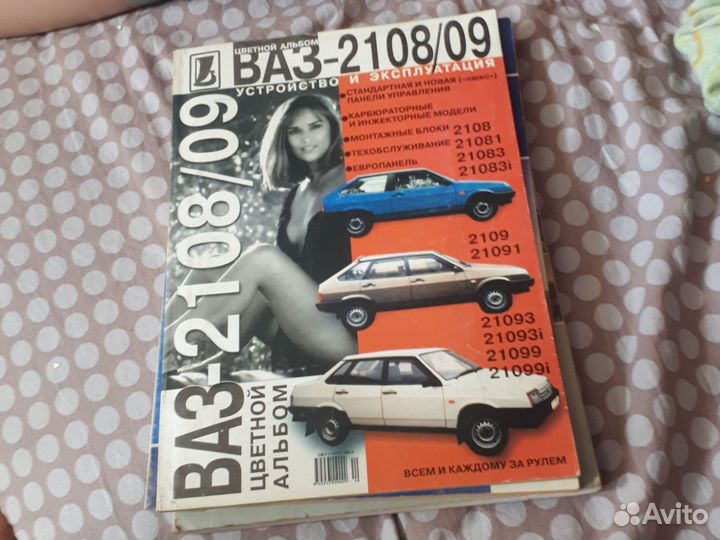 ЦВЕТНОЙ АЛЬБОМ
ВАЗ-2108/09
УСТРОЙСТВО И ЭКСПЛУАТАЦИЯ
• СТАНДАРТНАЯ И НОВАЯ («ЛЮКС»)
ПАНЕЛИ УПРАВЛЕНИЯ
• КАРБЮРАТОРНЫЕ
И ИНЖЕКТОРНЫЕ МОДЕЛИ
• МОНТАЖНЫЕ БЛОКИ
• ТЕХОБСЛУЖИВАНИЕ
• ЕВРОПАНЕЛЬ
2108
21081
21083
21083i
2109
21091
21093
21093i
21099
21099i
ВАЗ-2108/09
ЦВЕТНОЙ
АЛЬБОМ
ВСЕМ И КАЖДОМУ ЗА РУЛЕМ
Avito